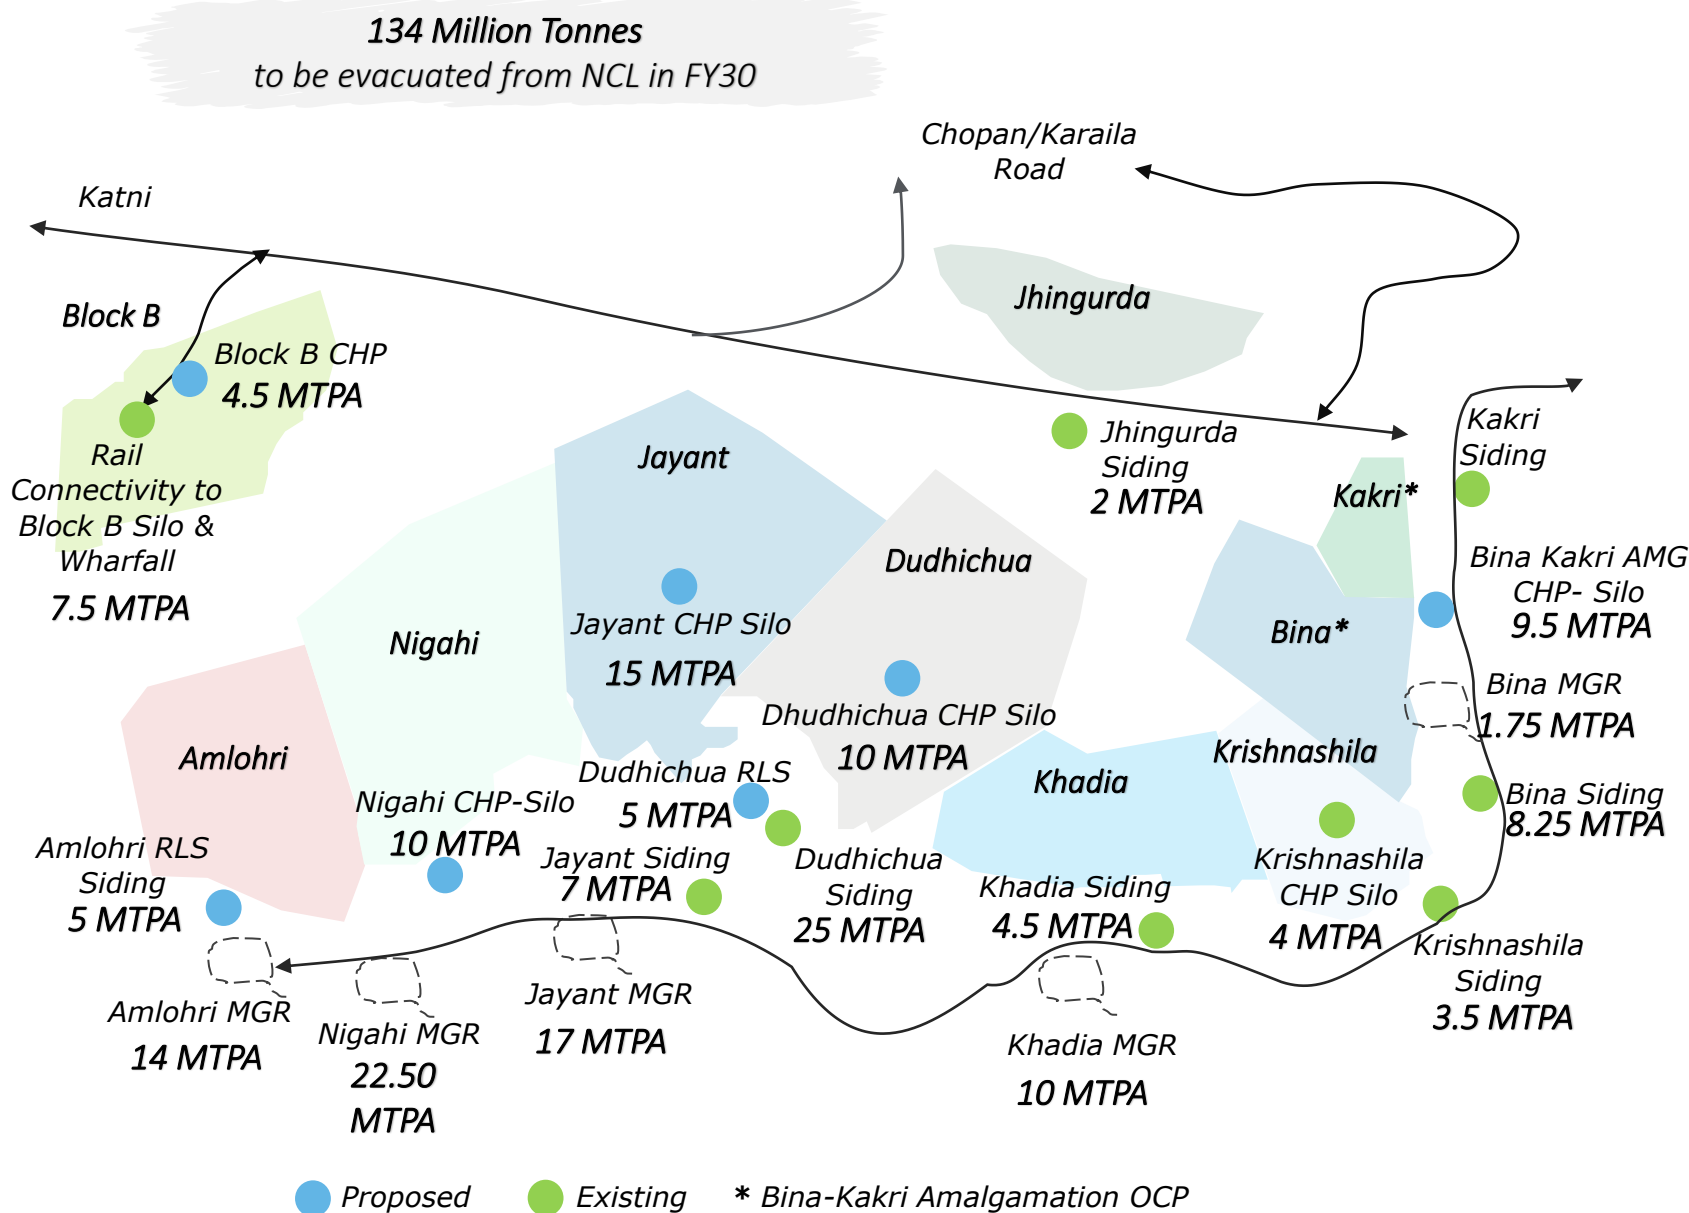 134 Million Tonnes
to be evacuated from NCL in FY30
Chopan/Karaila
Road
Katni
Jhingurda
Block B
Block B CHP
4.5 MTPA
Rail
Connectivity to
Block B Silo &
Wharfall
7.5 MTPA
Jayant
Jhingurda
Siding
2 MTPA
Kakri
Siding
Kakri*
Dudhichua
Bina Kakri AMG
CHP- Silo
9.5 MTPA
Nigahi
Jayant CHP Silo
15 MTPA
Bina*
Bina MGR
1.75 MTPA
Dhudhichua CHP Silo
10 MTPA
Amlohri
Krishnashila
Khadia
Dudhichua RLS
5 MTPA
Nigahi CHP-Silo
10 MTPA
Bina Siding
8.25 MTPA
Amlohri RLS
Siding
5 MTPA
Jayant Siding
7 MTPA
Dudhichua
Siding
25 MTPA
Khadia Siding
4.5 MTPA
Krishnashila
CHP Silo
4 MTPA
Krishnashila
Siding
3.5 MTPA
Amlohri MGR
14 MTPA
Nigahi MGR
22.50
MTPA
Jayant MGR
17 MTPA
Khadia MGR
10 MTPA
Proposed
Existing
* Bina-Kakri Amalgamation OCP